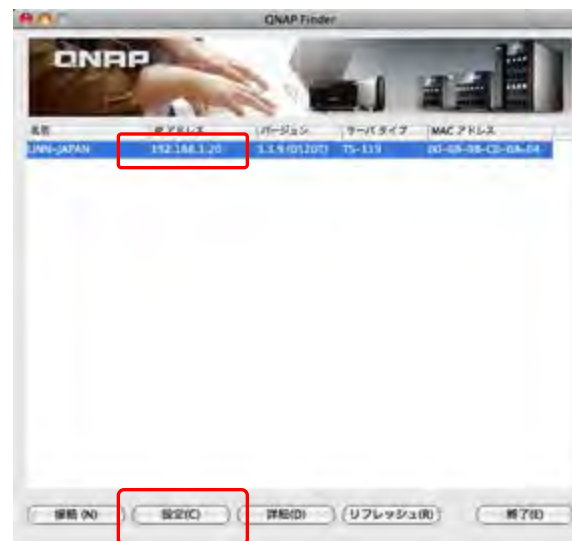 QNAP Finder
QNAP
名前 IP アドレス バージョン サーバ タイプ MAC アドレス
192.168.1.20 TS-119
接続 (N) 設定(C) 詳細(D) リフレッシュ(R) 終了(E)